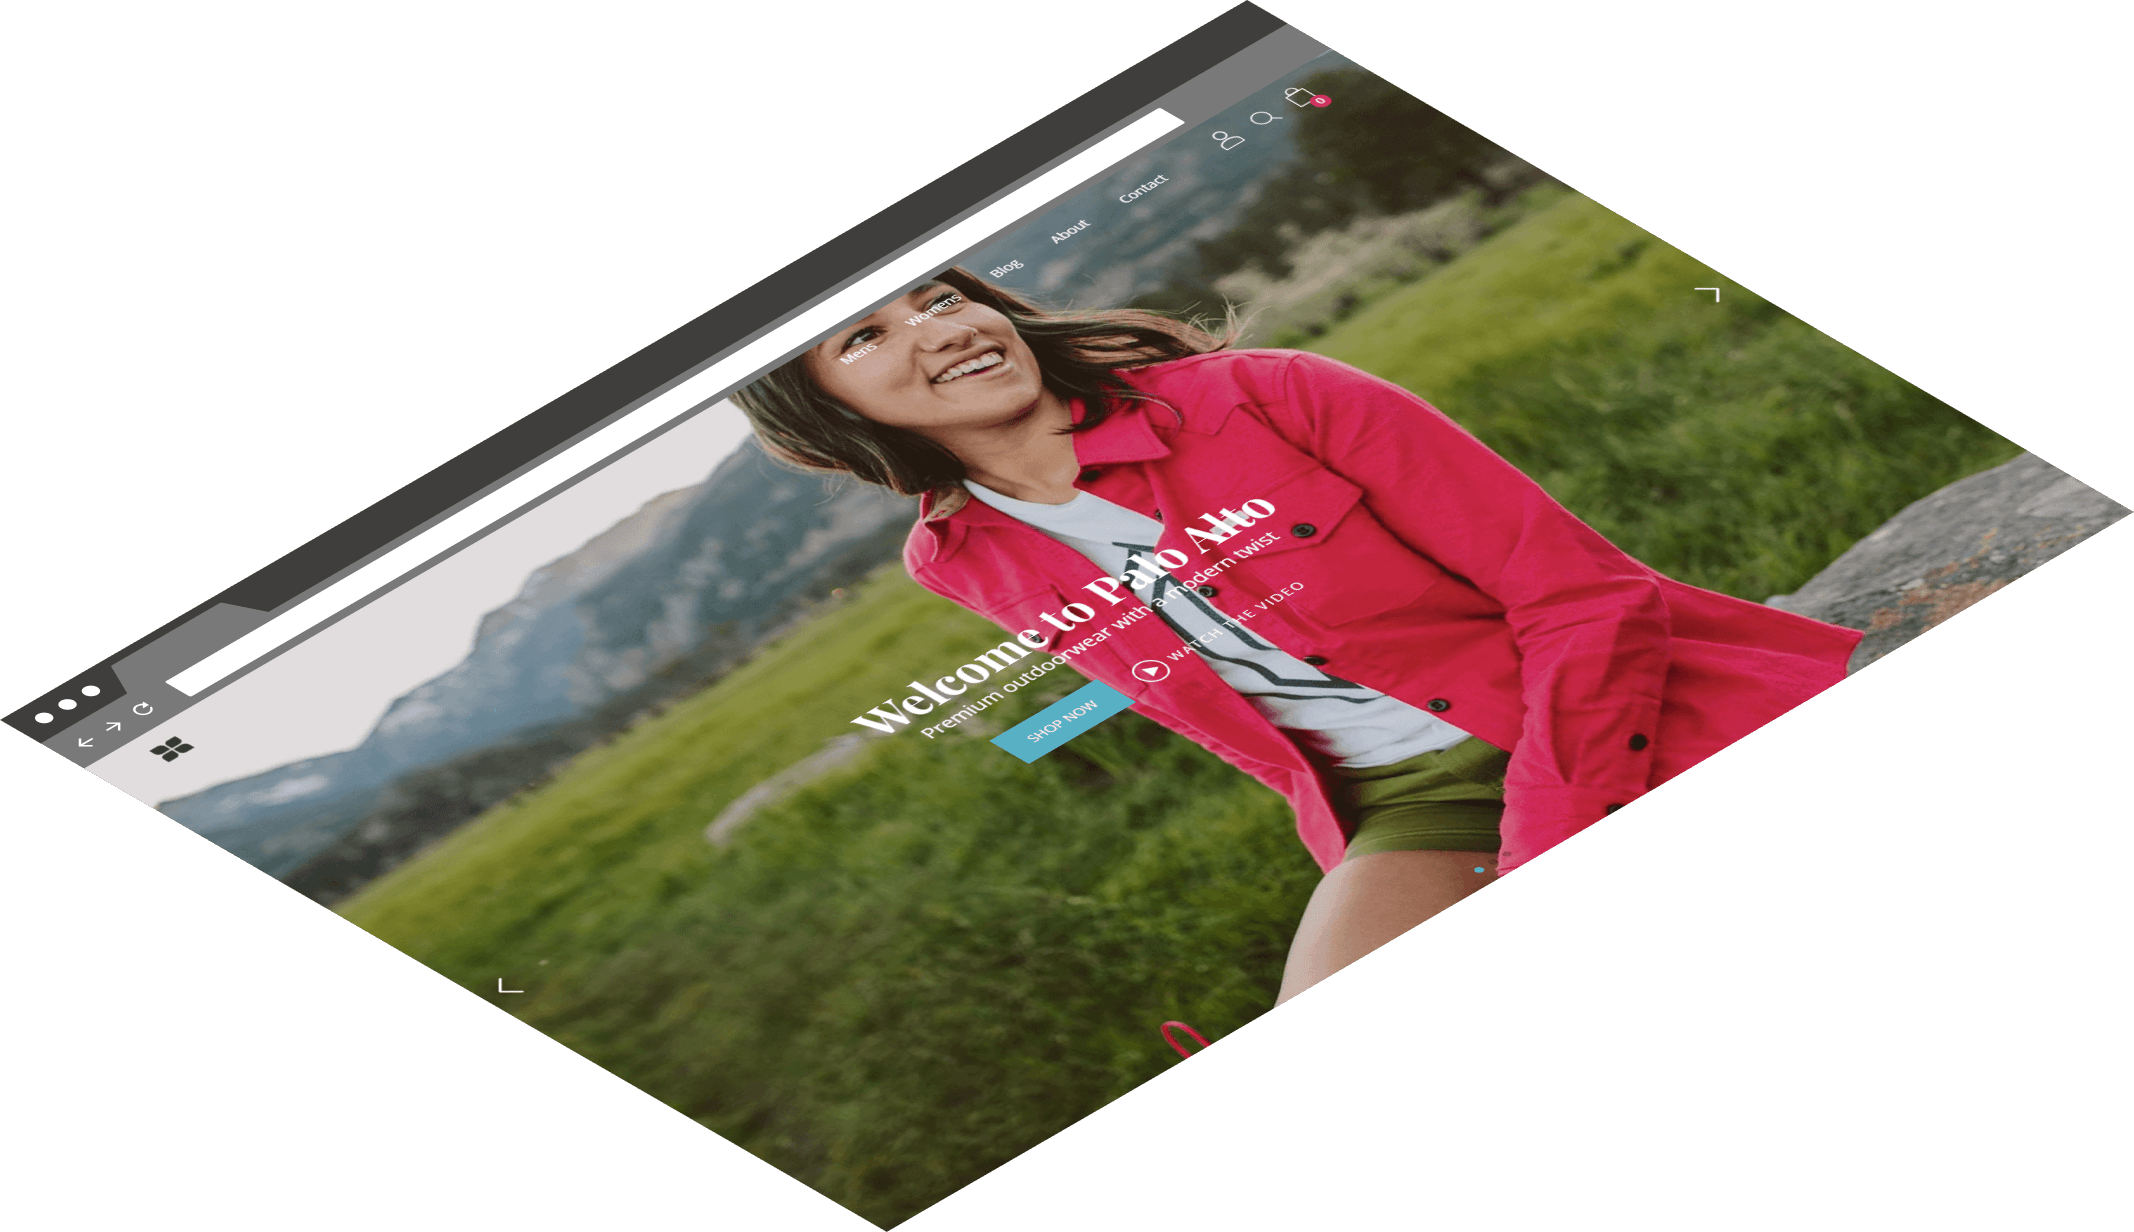 0
Mens Womens Blog About Contact
Welcome to Palo Alto
Premium outdoorwear with a modern twist
SHOP NOW WATCH THE VIDEO